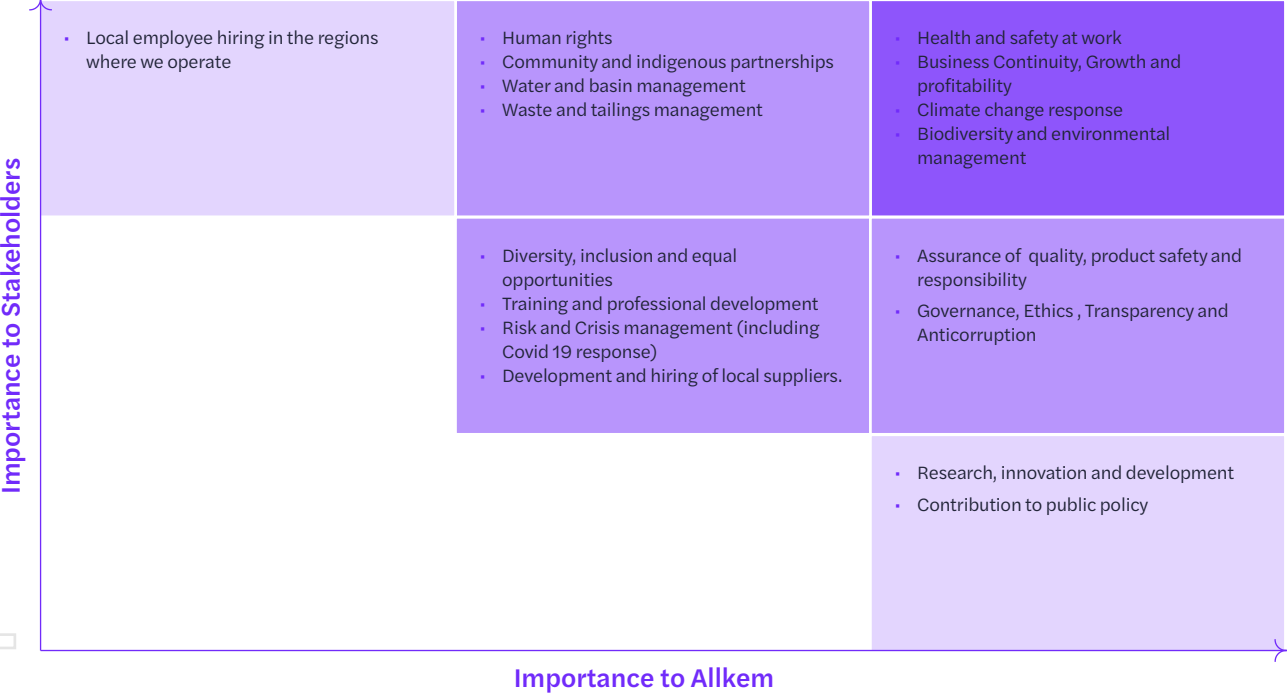 Importance to Stakeholders
Local employee hiring in the regions
where we operate
Human rights
Community and indigenous partnerships
Water and basin management
Waste and tailings management
Health and safety at work
Business Continuity, Growth and
profitability
Climate change response
Biodiversity and environmental
management
Diversity, inclusion and equal
opportunities
Training and professional development
Risk and Crisis management (including
Covid 19 response)
Development and hiring of local suppliers.
Assurance of  quality, product safety and
responsibility
Governance, Ethics , Transparency and
Anticorruption
Research, innovation and development
Contribution to public policy
Importance to Allkem